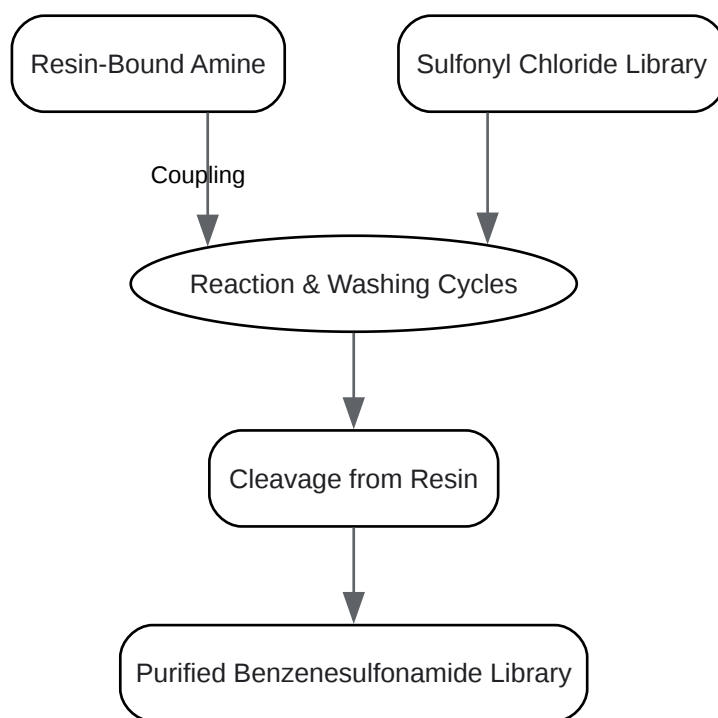 Resin-Bound Amine
Sulfonyl Chloride Library
Coupling
Reaction & Washing Cycles
Cleavage from Resin
Purified Benzenesulfonamide Library